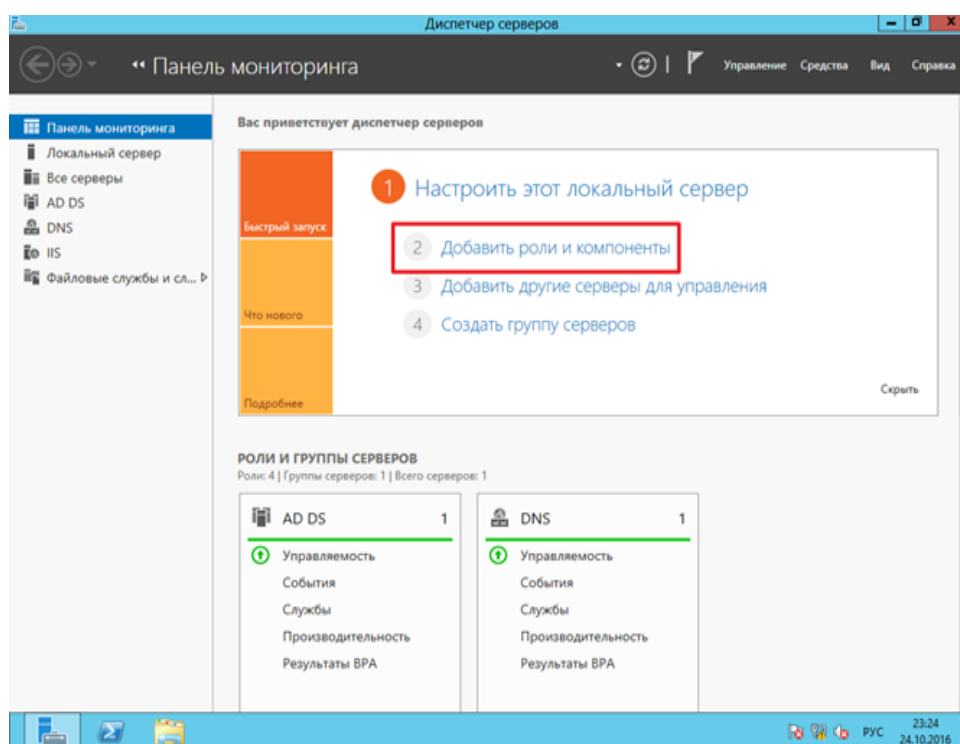 Диспетчер серверов
Панель мониторинга
Управление Средства Вид Справка
Панель мониторинга
Локальный сервер
Все серверы
AD DS
DNS
IIS
Файловые службы и сл...
Вас приветствует диспетчер серверов
Быстрый запуск
Что нового
Подробнее
1 Настроить этот локальный сервер
2 Добавить роли и компоненты
3 Добавить другие серверы для управления
4 Создать группу серверов
Скрыть
РОЛИ И ГРУППЫ СЕРВЕРОВ
Роли: 4 | Группы серверов: 1 | Всего серверов: 1
AD DS 1
Управляемость
События
Службы
Производительность
Результаты BPA
DNS 1
Управляемость
События
Службы
Производительность
Результаты BPA
РУС
23:24
24.10.2016